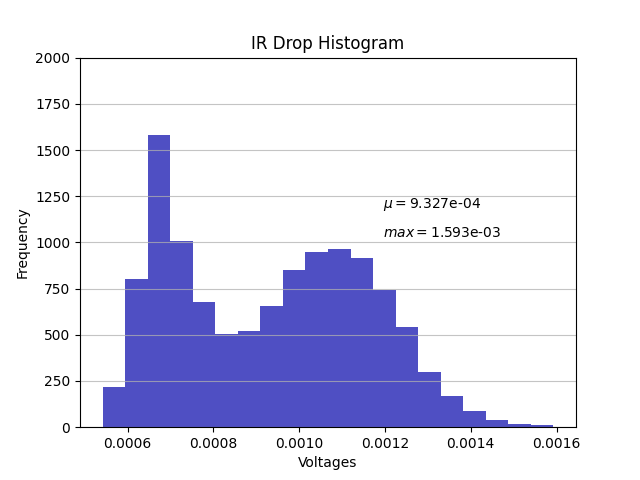 IR Drop Histogram
2000
1750
1500
1250
1000
750
500
250
0
Frequency
μ = 9.327e-04
max = 1.593e-03
0.0006 0.0008 0.0010 0.0012 0.0014 0.0016
Voltages